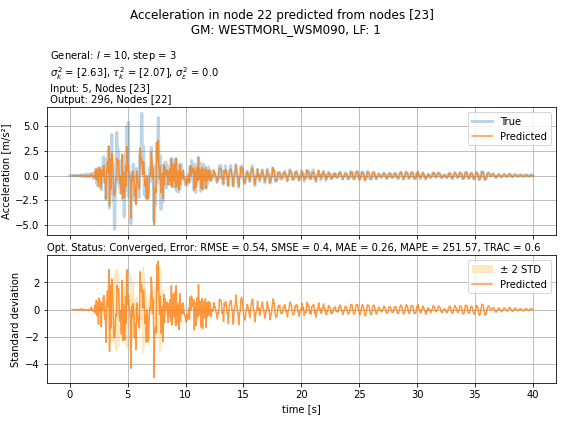 Acceleration in node 22 predicted from nodes [23]
GM: WESTMORL_WSM090, LF: 1
General: l = 10, step = 3
σ²ₖ = [2.63], τ²ₖ = [2.07], σ²ε = 0.0
Input: 5, Nodes [23]
Output: 296, Nodes [22]
Acceleration [m/s²]
5.0
2.5
0.0
−2.5
−5.0
True
Predicted
Opt. Status: Converged, Error: RMSE = 0.54, SMSE = 0.4, MAE = 0.26, MAPE = 251.57, TRAC = 0.6
Standard deviation
2
0
−2
−4
± 2 STD
Predicted
0 5 10 15 20 25 30 35 40
time [s]